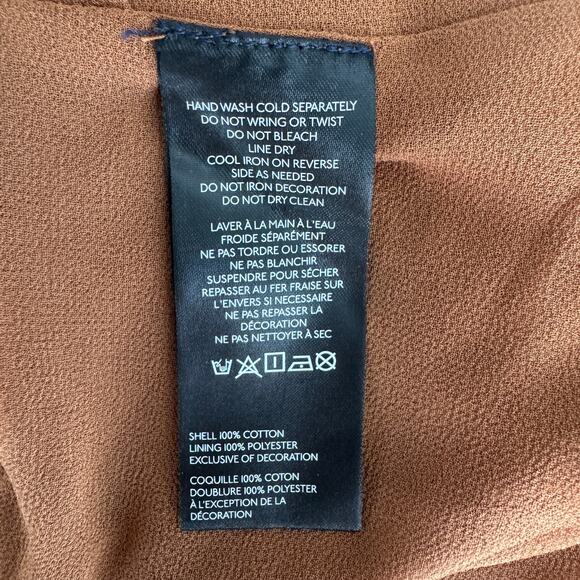 HAND WASH COLD SEPARATELY
DO NOT WRING OR TWIST
DO NOT BLEACH
LINE DRY
COOL IRON ON REVERSE
SIDE AS NEEDED
DO NOT IRON DECORATION
DO NOT DRY CLEAN
LAVER À LA MAIN À L'EAU
FROIDE SÉPARÉMENT
NE PAS TORDRE OU ESSORER
NE PAS BLANCHIR
SUSPENDRE POUR SÉCHER
REPASSER AU FER FRAISE SUR
L'ENVERS SI NECESSAIRE
NE PAS REPASSER LA
DÉCORATION
NE PAS NETTOYER À SEC
SHELL 100% COTTON
LINING 100% POLYESTER
EXCLUSIVE OF DECORATION
COQUILLE 100% COTON
DOUBLURE 100% POLYESTER
À L'EXCEPTION DE LA
DÉCORATION